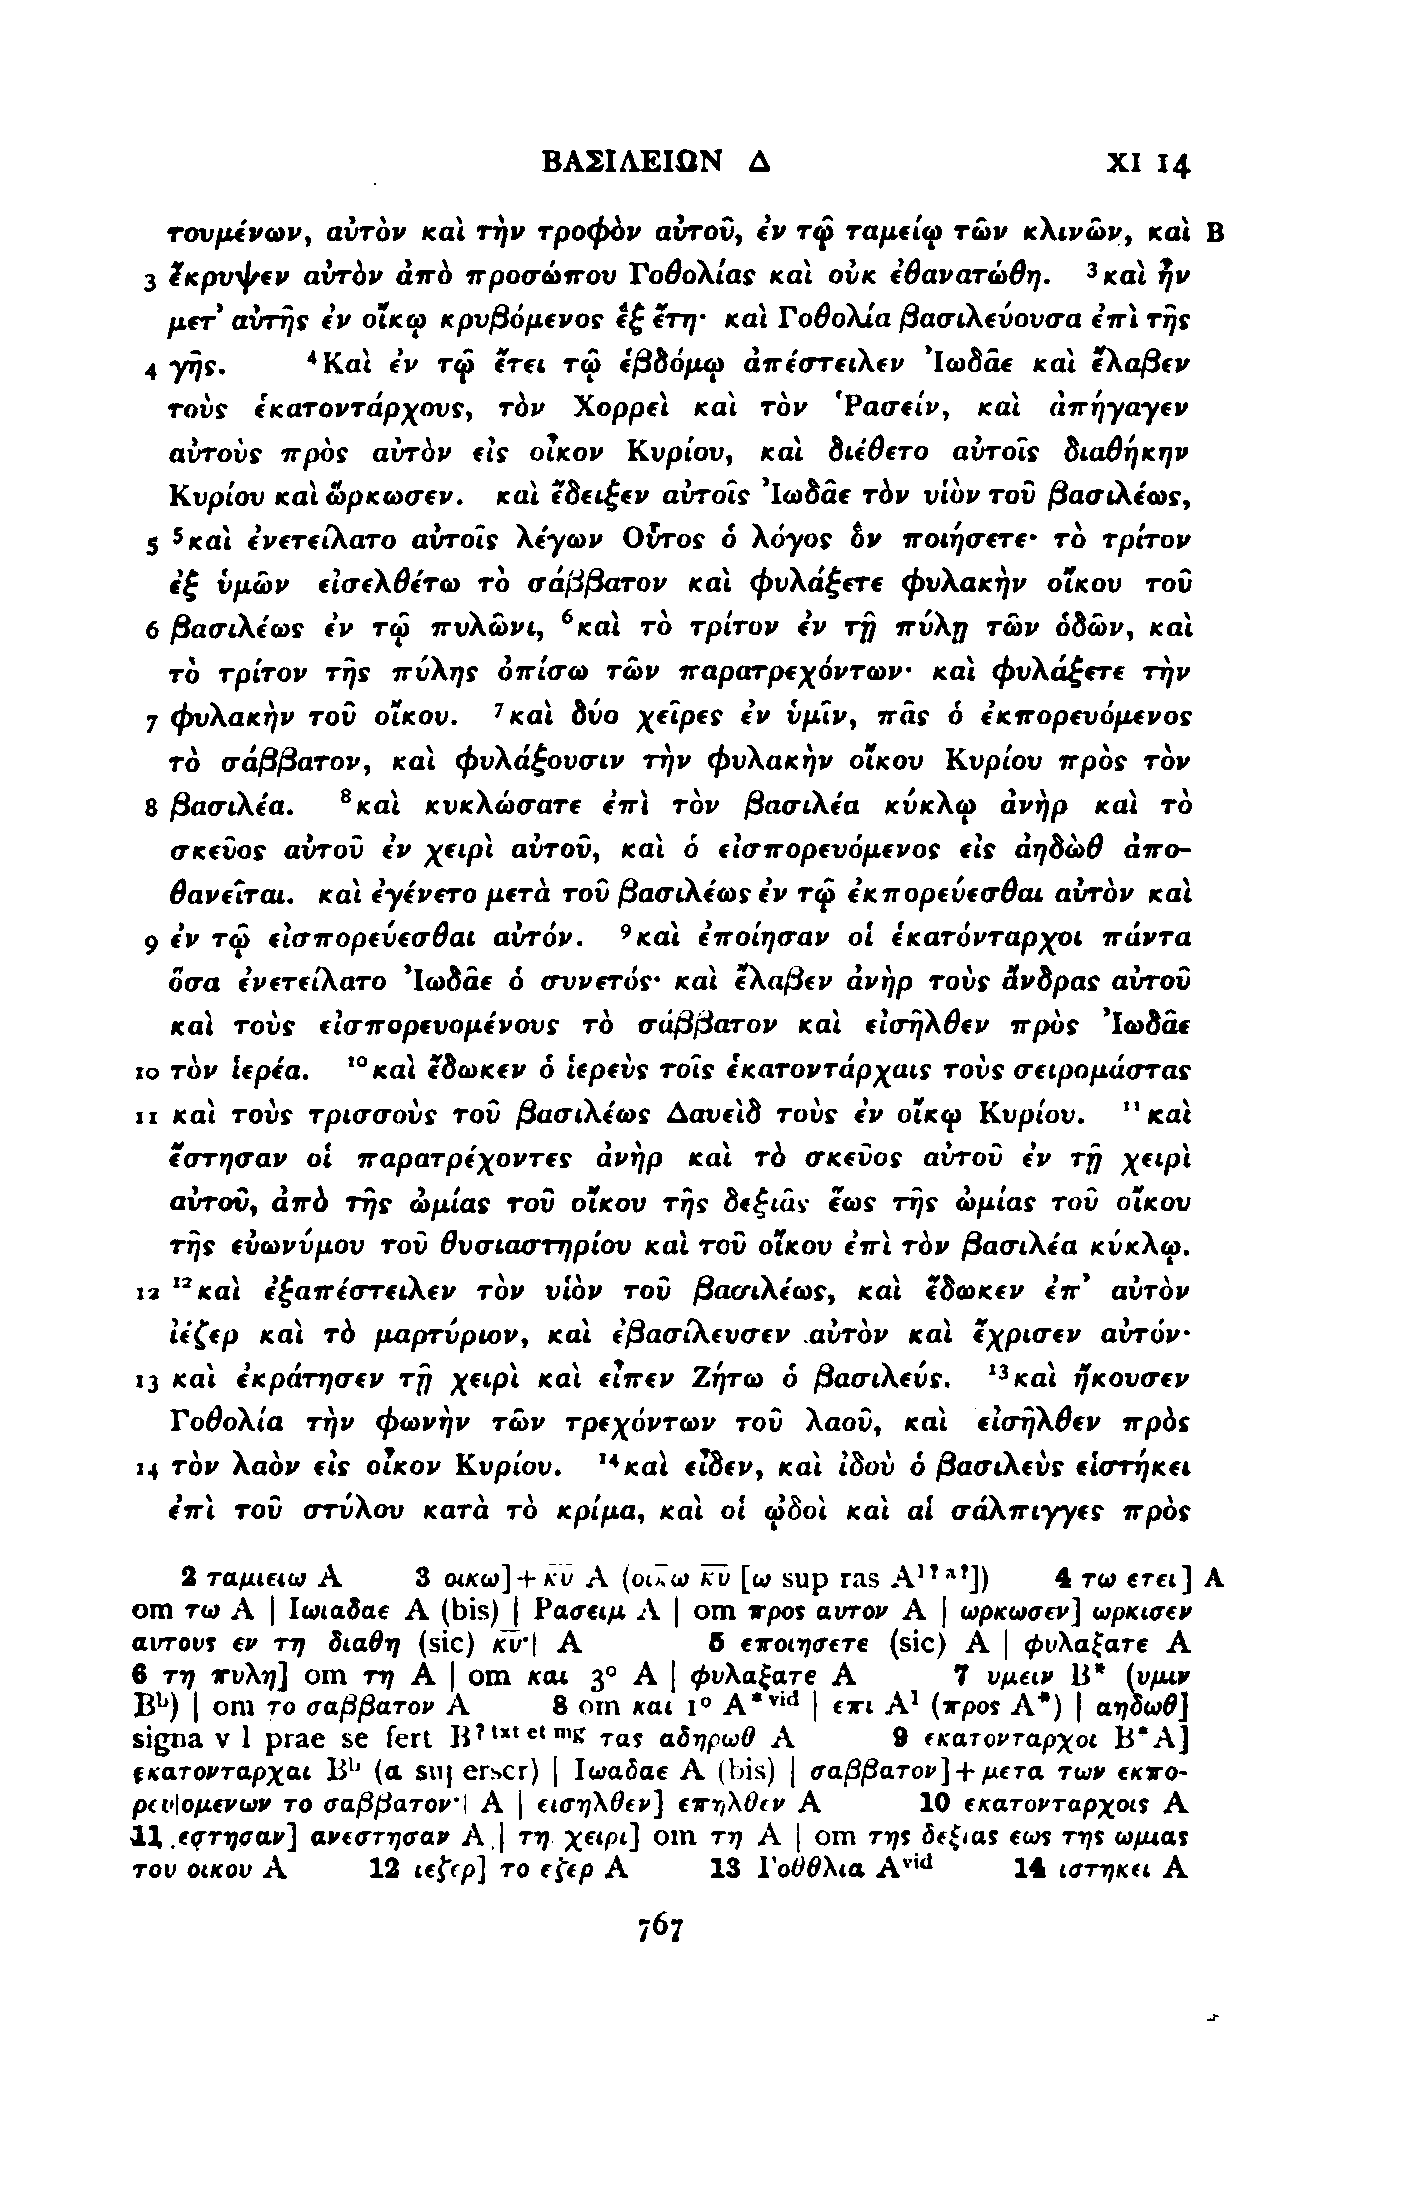 ΒΑΣΙΛΕΙΩΝ Δ XI 14
τουμένων, αὐτὸν καὶ τὴν τροφὸν αὐτοῦ, ἐν τῷ ταμείῳ τῶν κλινῶν, καὶ B
3 ἔκρυψεν αὐτὸν ἀπὸ προσώπου Γοθολίας καὶ οὐκ ἐθανατώθη. ³καὶ ἦν
μετ’ αὐτῆς ἐν οἴκῳ κρυβόμενος ἓξ ἔτη· καὶ Γοθολία βασιλεύουσα ἐπὶ τῆς
4 γῆς. ⁴Καὶ ἐν τῷ ἔτει τῷ ἑβδόμῳ ἀπέστειλεν Ἰωδᾶε καὶ ἔλαβεν
τοὺς ἑκατοντάρχους, τὸν Χορρεὶ καὶ τὸν Ῥασείν, καὶ ἀπήγαγεν
αὐτοὺς πρὸς αὐτὸν εἰς οἶκον Κυρίου, καὶ διέθετο αὐτοῖς διαθήκην
Κυρίου καὶ ὥρκωσεν. καὶ ἔδειξεν αὐτοῖς Ἰωδᾶε τὸν υἱὸν τοῦ βασιλέως,
5 ⁵καὶ ἐνετείλατο αὐτοῖς λέγων Οὗτος ὁ λόγος ὃν ποιήσετε· τὸ τρίτον
ἐξ ὑμῶν εἰσελθέτω τὸ σάββατον καὶ φυλάξετε φυλακὴν οἴκου τοῦ
6 βασιλέως ἐν τῷ πυλῶνι, ⁶καὶ τὸ τρίτον ἐν τῇ πύλῃ τῶν ὁδῶν, καὶ
τὸ τρίτον τῆς πύλης ὀπίσω τῶν παρατρεχόντων· καὶ φυλάξετε τὴν
7 φυλακὴν τοῦ οἴκου. ⁷καὶ δύο χεῖρες ἐν ὑμῖν, πᾶς ὁ ἐκπορευόμενος
τὸ σάββατον, καὶ φυλάξουσιν τὴν φυλακὴν οἴκου Κυρίου πρὸς τὸν
8 βασιλέα. ⁸καὶ κυκλώσατε ἐπὶ τὸν βασιλέα κύκλῳ ἀνὴρ καὶ τὸ
σκεῦος αὐτοῦ ἐν χειρὶ αὐτοῦ, καὶ ὁ εἰσπορευόμενος εἰς ἀηδὼθ ἀπο-
θανεῖται. καὶ ἐγένετο μετὰ τοῦ βασιλέως ἐν τῷ ἐκπορεύεσθαι αὐτὸν καὶ
9 ἐν τῷ εἰσπορεύεσθαι αὐτόν. ⁹καὶ ἐποίησαν οἱ ἑκατόνταρχοι πάντα
ὅσα ἐνετείλατο Ἰωδᾶε ὁ συνετός· καὶ ἔλαβεν ἀνὴρ τοὺς ἄνδρας αὐτοῦ
καὶ τοὺς εἰσπορευομένους τὸ σάββατον καὶ εἰσῆλθεν πρὸς Ἰωδᾶε
10 τὸν ἱερέα. ¹⁰καὶ ἔδωκεν ὁ ἱερεὺς τοῖς ἑκατοντάρχαις τοὺς σειρομάστας
11 καὶ τοὺς τρισσοὺς τοῦ βασιλέως Δαυεὶδ τοὺς ἐν οἴκῳ Κυρίου. ¹¹καὶ
ἔστησαν οἱ παρατρέχοντες ἀνὴρ καὶ τὸ σκεῦος αὐτοῦ ἐν τῇ χειρὶ
αὐτοῦ, ἀπὸ τῆς ὠμίας τοῦ οἴκου τῆς δεξιᾶς ἕως τῆς ὠμίας τοῦ οἴκου
τῆς εὐωνύμου τοῦ θυσιαστηρίου καὶ τοῦ οἴκου ἐπὶ τὸν βασιλέα κύκλῳ.
12 ¹²καὶ ἐξαπέστειλεν τὸν υἱὸν τοῦ βασιλέως, καὶ ἔδωκεν ἐπ’ αὐτὸν
ἰέζερ καὶ τὸ μαρτύριον, καὶ ἐβασίλευσεν αὐτὸν καὶ ἔχρισεν αὐτόν·
13 καὶ ἐκράτησεν τῇ χειρὶ καὶ εἶπεν Ζήτω ὁ βασιλεύς. ¹³καὶ ἤκουσεν
Γοθολία τὴν φωνὴν τῶν τρεχόντων τοῦ λαοῦ, καὶ εἰσῆλθεν πρὸς
14 τὸν λαὸν εἰς οἶκον Κυρίου. ¹⁴καὶ εἶδεν, καὶ ἰδοὺ ὁ βασιλεὺς εἱστήκει
ἐπὶ τοῦ στύλου κατὰ τὸ κρίμα, καὶ οἱ ᾠδοὶ καὶ αἱ σάλπιγγες πρὸς
2 ταμιειω A 3 οικω]+κ̅υ̅ A (οικω κ̅υ̅ [ω sup ras A¹ᵎᵃᵎ]) 4 τω ετει] A
om τω A | Ιωιαδαε A (bis) | Ρασειμ A | om προς αυτον A | ωρκωσεν] ωρκισεν
αυτους εν τη διαθη (sic) κ̅υ̅·| A 5 εποιησετε (sic) A | φυλαξατε A
6 τη πυλη] om τη A | om και 3° A | φυλαξατε A 7 υμειν B* (υμιν
Bᵇ) | om το σαββατον A 8 om και 1° A*ᵛⁱᵈ | επι A¹ (προς A*) | αηδωθ]
signa v l prae se fert B?ᵗˣᵗ ᵉᵗ ᵐᵍ τας αδηρωθ A 9 εκατονταρχοι B*A]
εκατονταρχαι Bᵇ (α superscr) | Ιωαδαε A (bis) | σαββατον]+μετα των εκπο-
ρευ|ομενων το σαββατον·| A | εισηλθεν] επηλθεν A 10 εκατονταρχοις A
11 εστησαν] ανεστησαν A | τη χειρι] om τη A | om της δεξιας εως της ωμιας
του οικου A 12 ιεζερ] το εζερ A 13 Γοθθλια Aᵛⁱᵈ 14 ιστηκει A
767